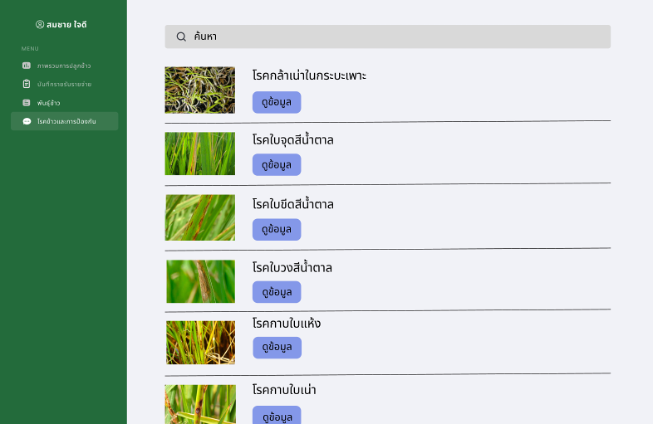 สมชาย ใจดี
MENU
ภาพรวมการปลูกข้าว
บันทึกรายรับรายจ่าย
พันธุ์ข้าว
โรคข้าวและการป้องกัน
ค้นหา
โรคกล้าเน่าในกระบะเพาะ
ดูข้อมูล
โรคใบจุดสีน้ำตาล
ดูข้อมูล
โรคใบขีดสีน้ำตาล
ดูข้อมูล
โรคใบวงสีน้ำตาล
ดูข้อมูล
โรคกาบใบแห้ง
ดูข้อมูล
โรคกาบใบเน่า
ดูข้อมูล